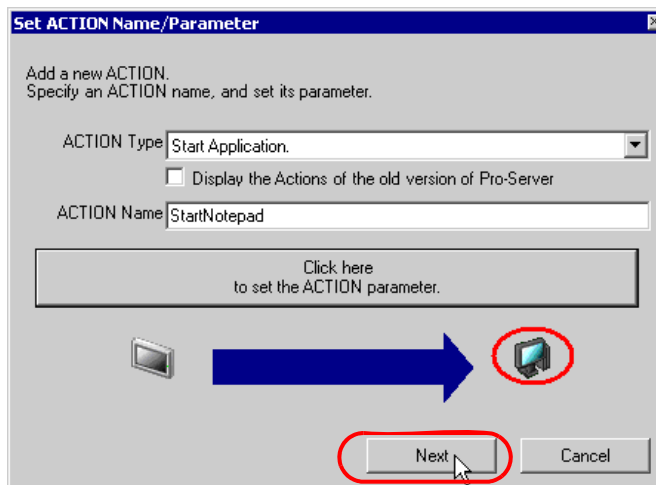 Set ACTION Name/Parameter
Add a new ACTION.
Specify an ACTION name, and set its parameter.
ACTION Type Start Application.
Display the Actions of the old version of Pro-Server
ACTION Name StartNotepad
Click here
to set the ACTION parameter.
Next Cancel